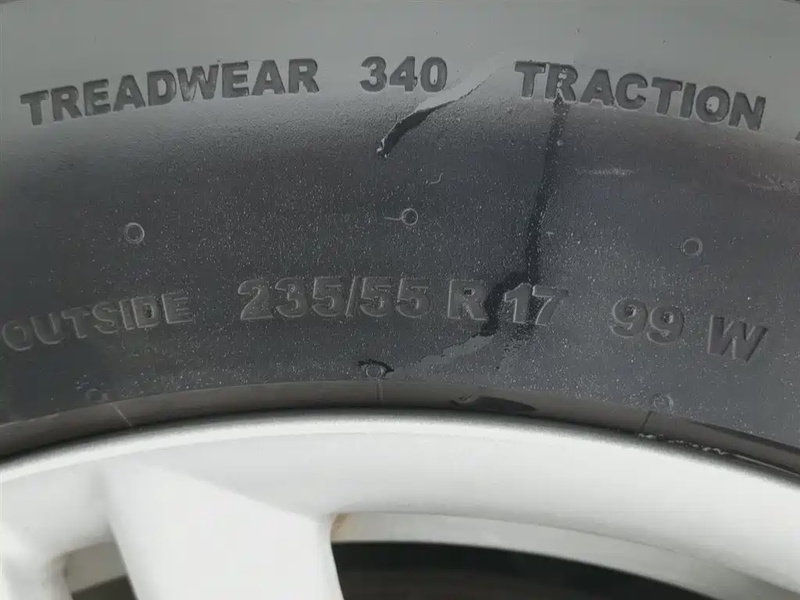 TREADWEAR 340 TRACTION
OUTSIDE 235/55 R 17 99 W